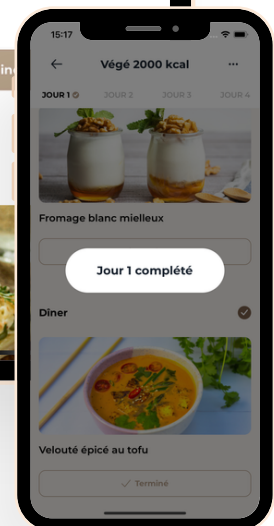 15:17
Végé 2000 kcal
JOUR 1 JOUR 2 JOUR 3 JOUR 4
Fromage blanc mielleux
Jour 1 complété
Dîner
Velouté épicé au tofu
Terminé